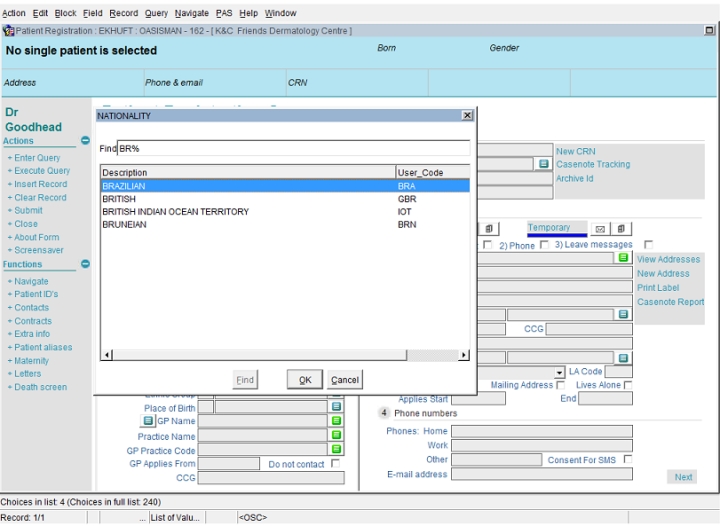 Action Edit Block Field Record Query Navigate PAS Help Window
Patient Registration : EKHUFT : OASISMAN - 162 - [ K&C Friends Dermatology Centre ]
No single patient is selected
Born
Gender
Address
Phone & email
CRN
Dr
Goodhead
Actions
+ Enter Query
+ Execute Query
+ Insert Record
+ Clear Record
+ Submit
+ Close
+ About Form
+ Screensaver
Functions
+ Navigate
+ Patient ID's
+ Contacts
+ Contracts
+ Extra info
+ Patient aliases
+ Maternity
+ Letters
+ Death screen
NATIONALITY
Find BR%
Description User_Code
BRAZILIAN BRA
BRITISH GBR
BRITISH INDIAN OCEAN TERRITORY IOT
BRUNEIAN BRN
Find OK Cancel
Place of Birth
GP Name
Practice Name
GP Practice Code
GP Applies From
Do not contact
CCG
New CRN
Casenote Tracking
Archive Id
Temporary
2) Phone 3) Leave messages
View Addresses
New Address
Print Label
Casenote Report
CCG
LA Code
Mailing Address Lives Alone
Applies Start End
4 Phone numbers
Phones: Home
Work
Other
Consent For SMS
E-mail address
Next
Choices in list: 4 (Choices in full list: 240)
Record: 1/1 ... List of Valu... <OSC>